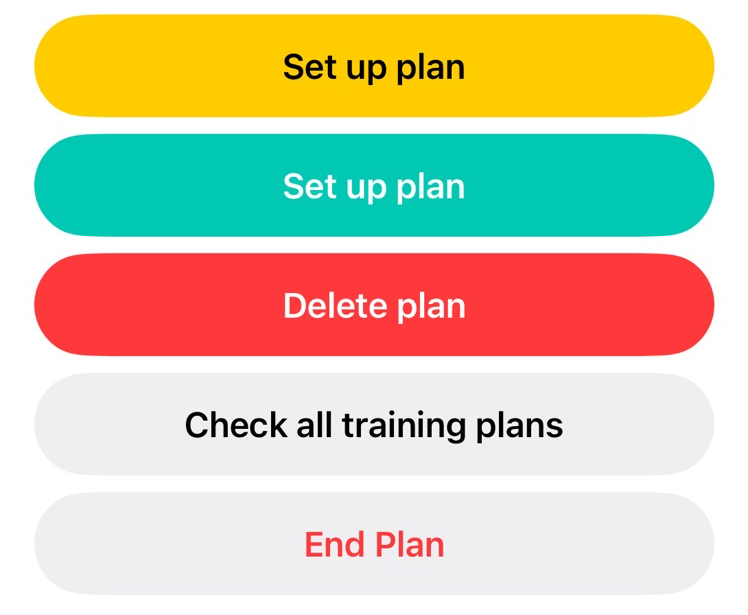 Set up plan
Set up plan
Delete plan
Check all training plans
End Plan